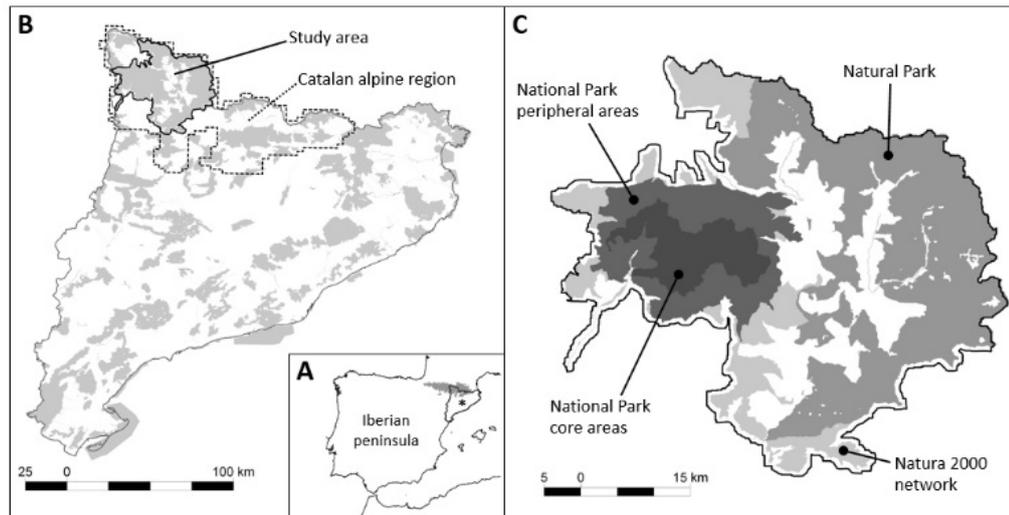 B
Study area
Catalan alpine region
25 0 100 km
A
Iberian
peninsula
*
C
National Park
peripheral areas
Natural Park
National Park
core areas
Natura 2000
network
5 0 15 km